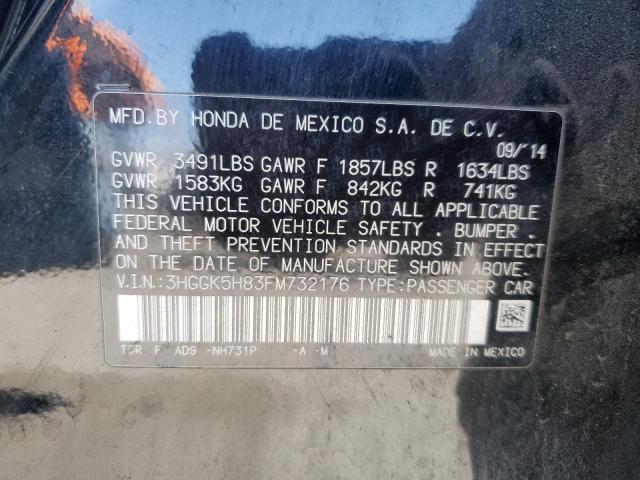 MFD.BY HONDA DE MEXICO S.A. DE C.V.
09/14
GVWR 3491LBS GAWR F 1857LBS R 1634LBS
GVWR 1583KG GAWR F 842KG R 741KG
THIS VEHICLE CONFORMS TO ALL APPLICABLE
FEDERAL MOTOR VEHICLE SAFETY . BUMPER .
AND THEFT PREVENTION STANDARDS IN EFFECT
ON THE DATE OF MANUFACTURE SHOWN ABOVE.
V.I.N.:3HGGK5H83FM732176 TYPE:PASSENGER CAR
F AD9 -NH731P -A -M MADE IN MEXICO